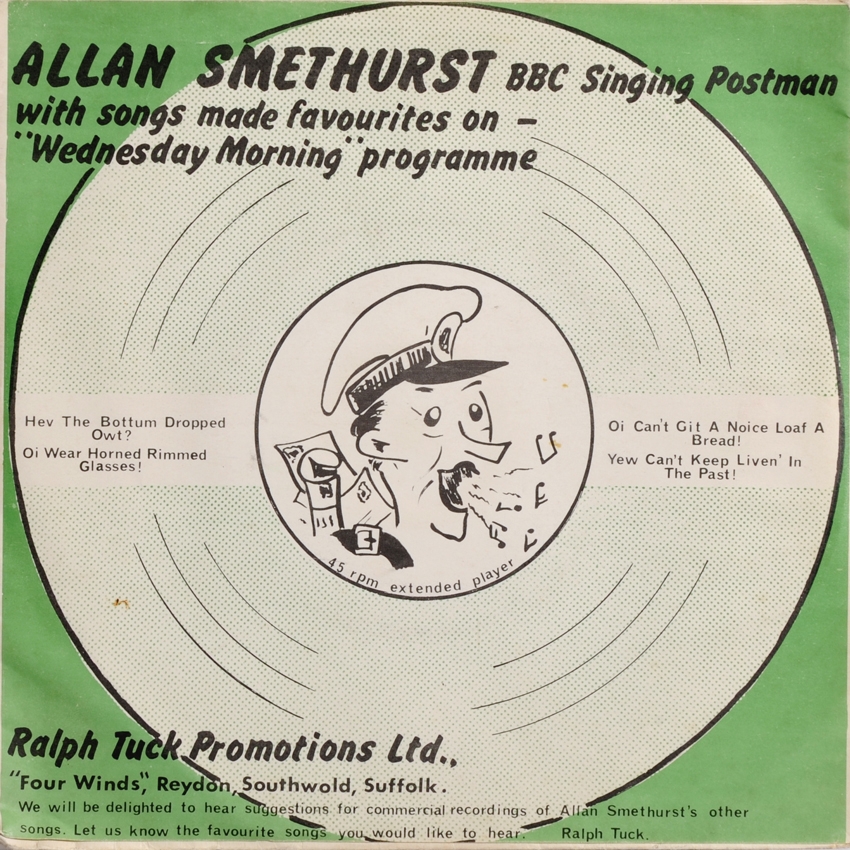 ALLAN SMETHURST BBC Singing Postman
with songs made favourites on –
"Wednesday Morning" programme
Hev The Bottum Dropped
Owt?
Oi Wear Horned Rimmed
Glasses!
Oi Can't Git A Noice Loaf A
Bread!
Yew Can't Keep Liven' In
The Past!
45 rpm extended player
Ralph Tuck Promotions Ltd.,
"Four Winds", Reydon, Southwold, Suffolk.
We will be delighted to hear suggestions for commercial recordings of Allan Smethurst's other
songs. Let us know the favourite songs you would like to hear. Ralph Tuck.